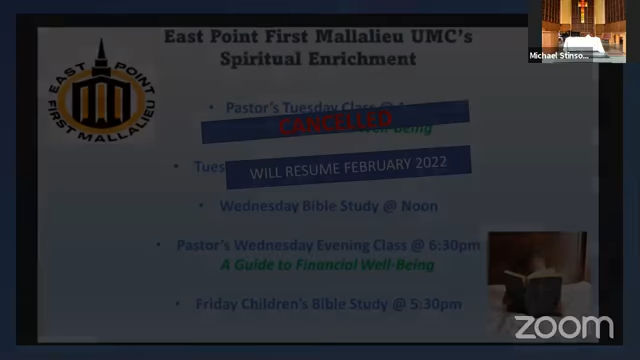 East Point First Mallalieu UMC's
Spiritual Enrichment
EAST POINT
FIRST MALLALIEU
• Pastor's Tuesday Class @
CANCELLED
Well-Being
• Tues
WILL RESUME FEBRUARY 2022
• Wednesday Bible Study @ Noon
• Pastor's Wednesday Evening Class @ 6:30pm
A Guide to Financial Well-Being
• Friday Children's Bible Study @ 5:30pm
Michael Stinso...
zoom